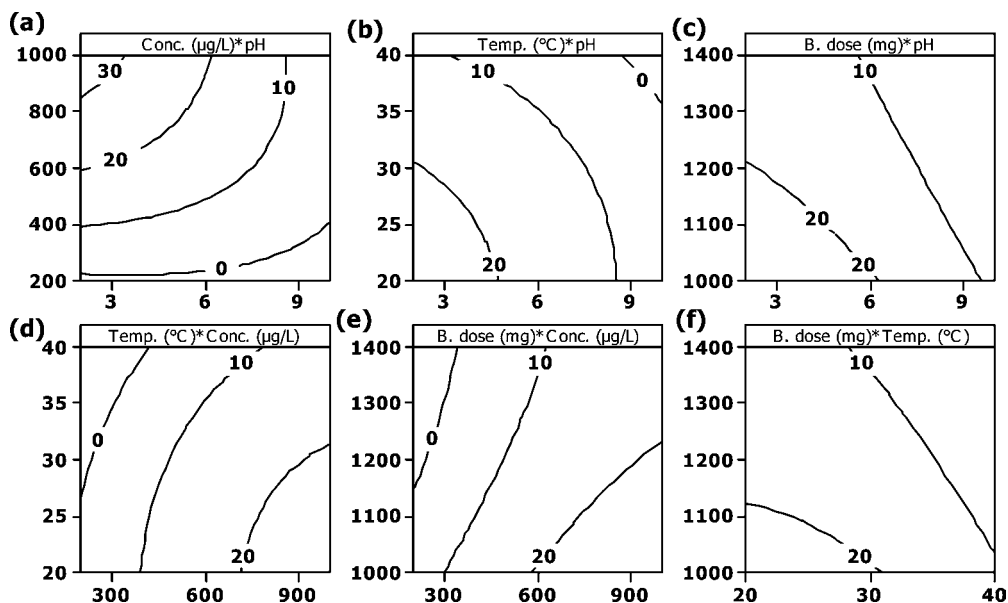 (a)
Conc. (µg/L)*pH
1000
800
600
400
200
30
20
10
0
3 6 9
(b)
Temp. (°C)*pH
40
30
25
20
10
0
20
3 6 9
(c)
B. dose (mg)*pH
1400
1300
1200
1100
1000
10
20
20
3 6 9
(d)
Temp. (°C)*Conc. (µg/L)
40
35
30
25
20
0
10
20
300 600 900
(e)
B. dose (mg)*Conc. (µg/L)
1400
1300
1200
1100
1000
0
10
20
300 600 900
(f)
B. dose (mg)*Temp. (°C)
1400
1300
1200
1100
1000
10
20
20 30 40